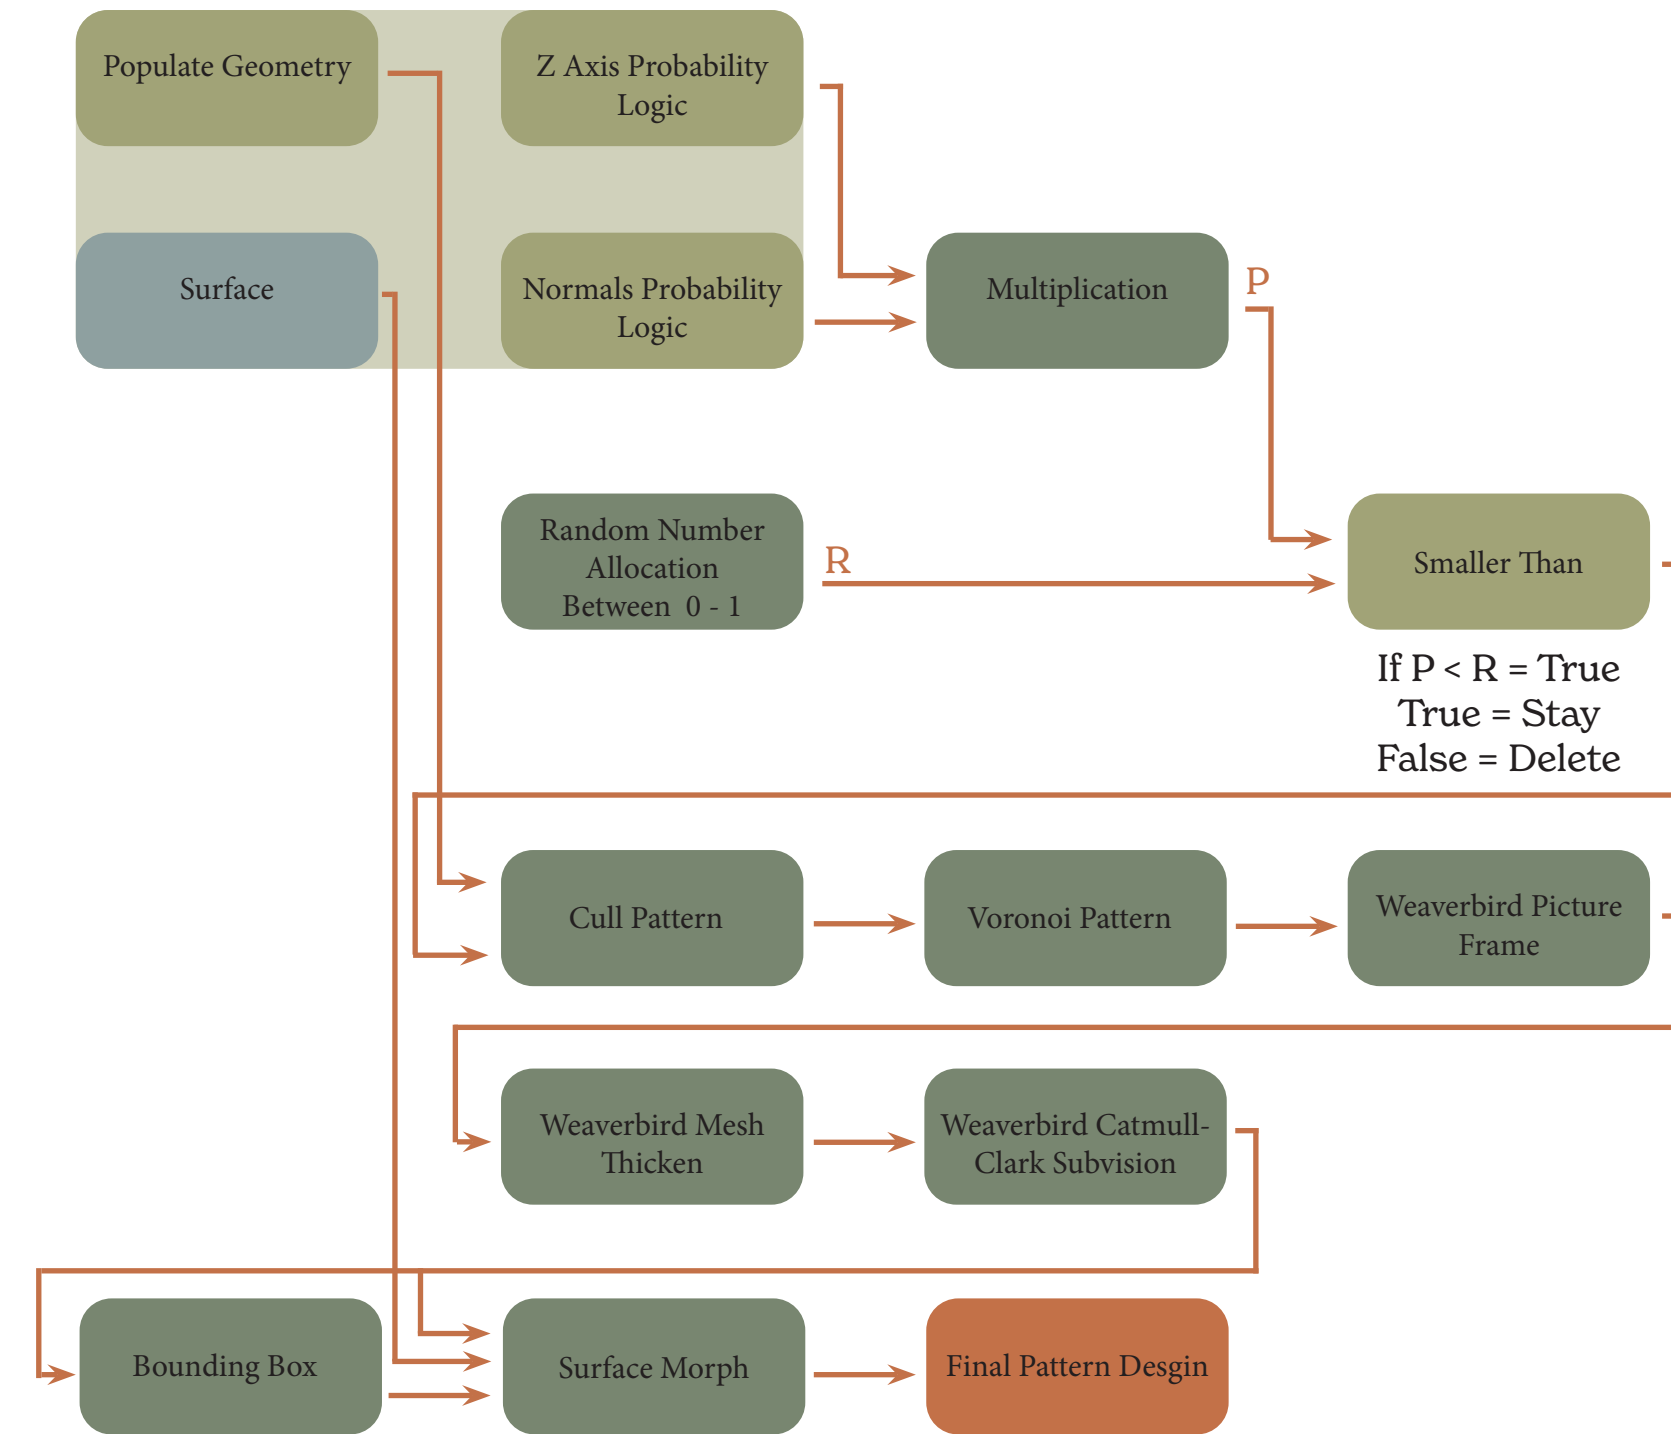 Populate Geometry
Z Axis Probability
Logic
Surface
Normals Probability
Logic
Multiplication
P
Random Number
Allocation
Between  0 - 1
R
Smaller Than
If P < R = True
True = Stay
False = Delete
Cull Pattern
Voronoi Pattern
Weaverbird Picture
Frame
Weaverbird Mesh
Thicken
Weaverbird Catmull-
Clark Subvision
Bounding Box
Surface Morph
Final Pattern Desgin